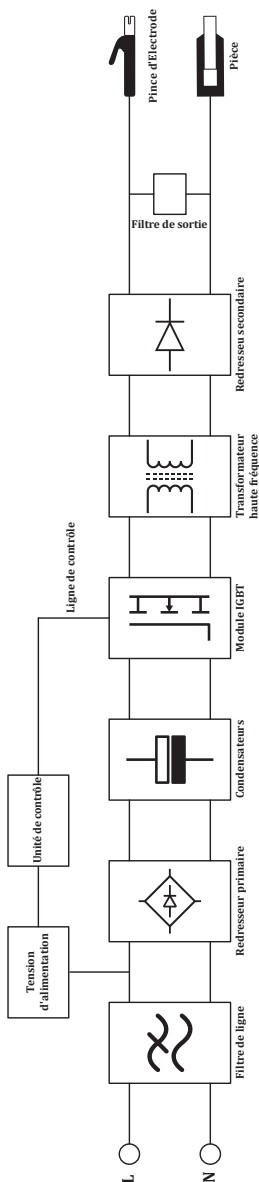 L
N
Filtre de ligne
Tension
d'alimentation
Redresseur primaire
Unité de contrôle
Condensateurs
Ligne de contrôle
Module IGBT
Transformateur
haute fréquence
Redresseu secondaire
Filtre de sortie
Pince d'Electrode
Pièce